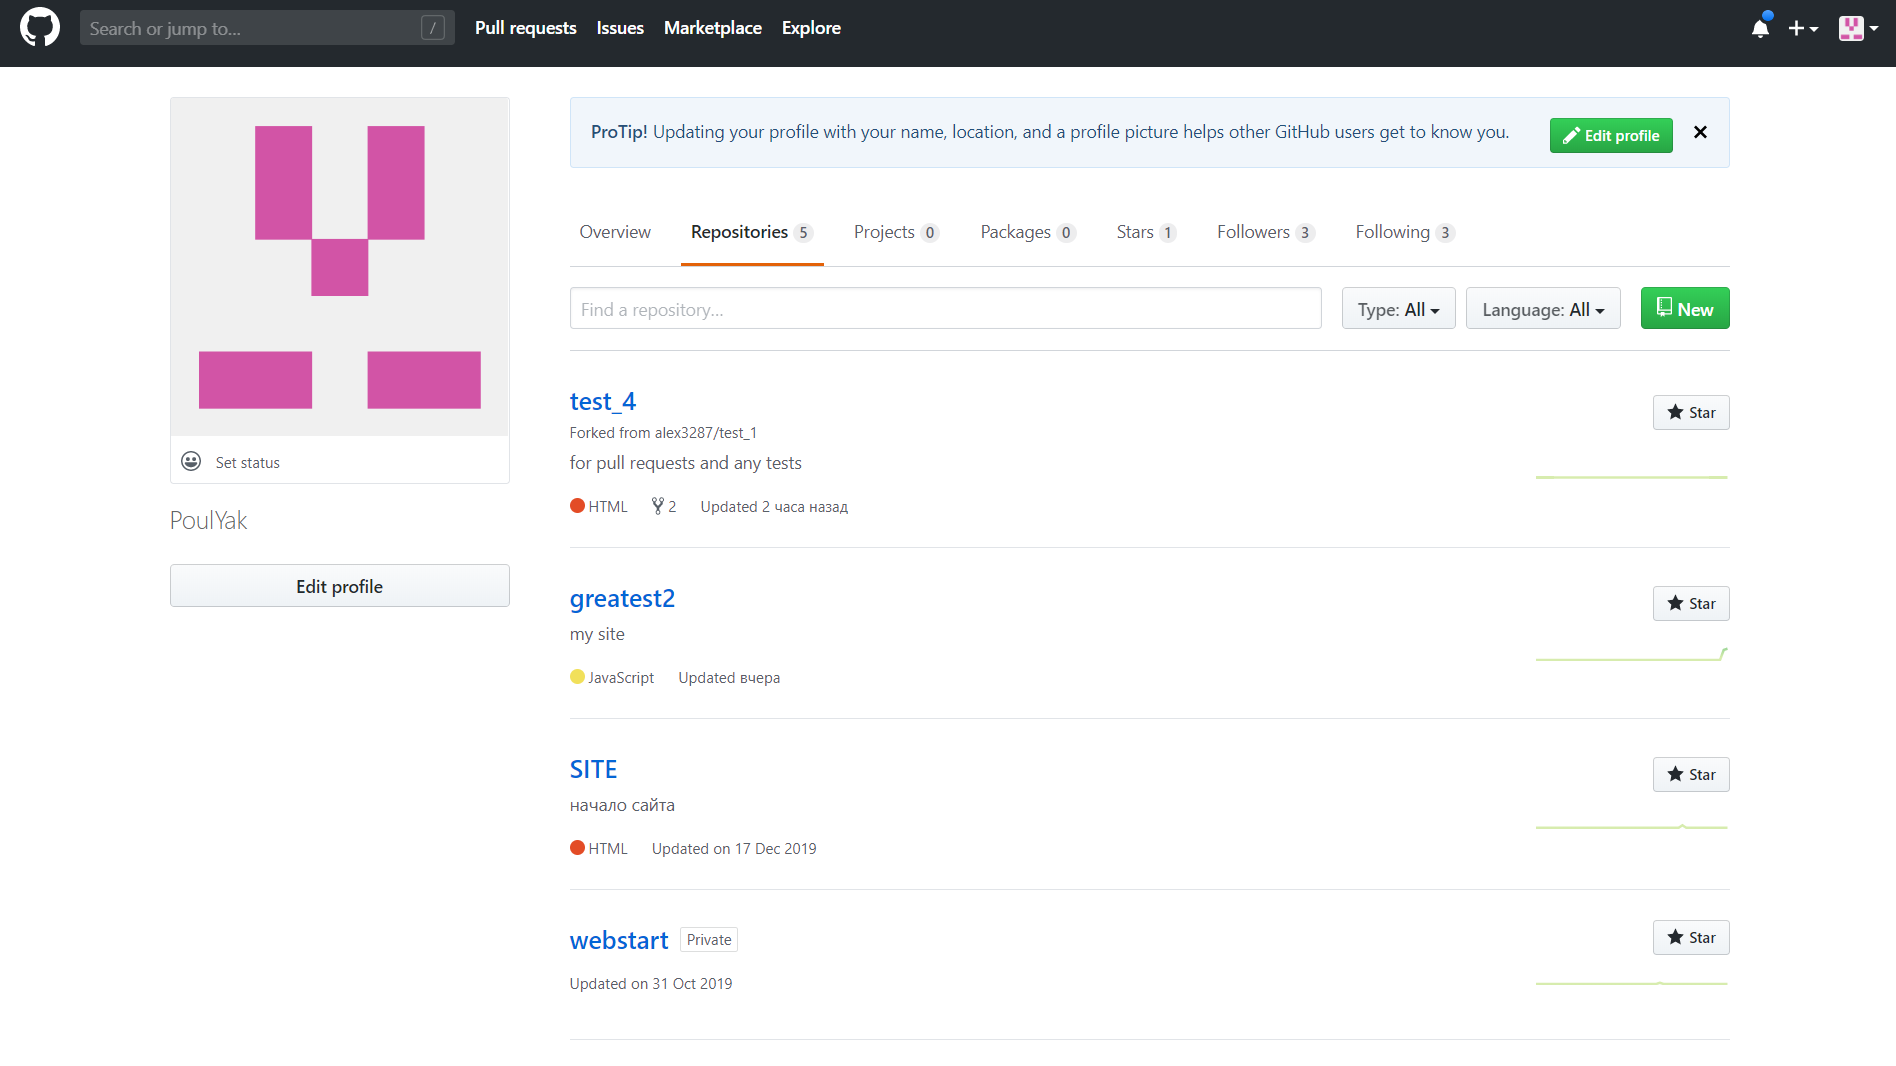 Search or jump to... /
Pull requests Issues Marketplace Explore
ProTip! Updating your profile with your name, location, and a profile picture helps other GitHub users get to know you.
Edit profile
Set status
PoulYak
Edit profile
Overview Repositories 5 Projects 0 Packages 0 Stars 1 Followers 3 Following 3
Find a repository... Type: All Language: All New
test_4
Star
Forked from alex3287/test_1
for pull requests and any tests
HTML 2 Updated 2 часа назад
greatest2
Star
my site
JavaScript Updated вчера
SITE
Star
начало сайта
HTML Updated on 17 Dec 2019
webstart Private
Star
Updated on 31 Oct 2019